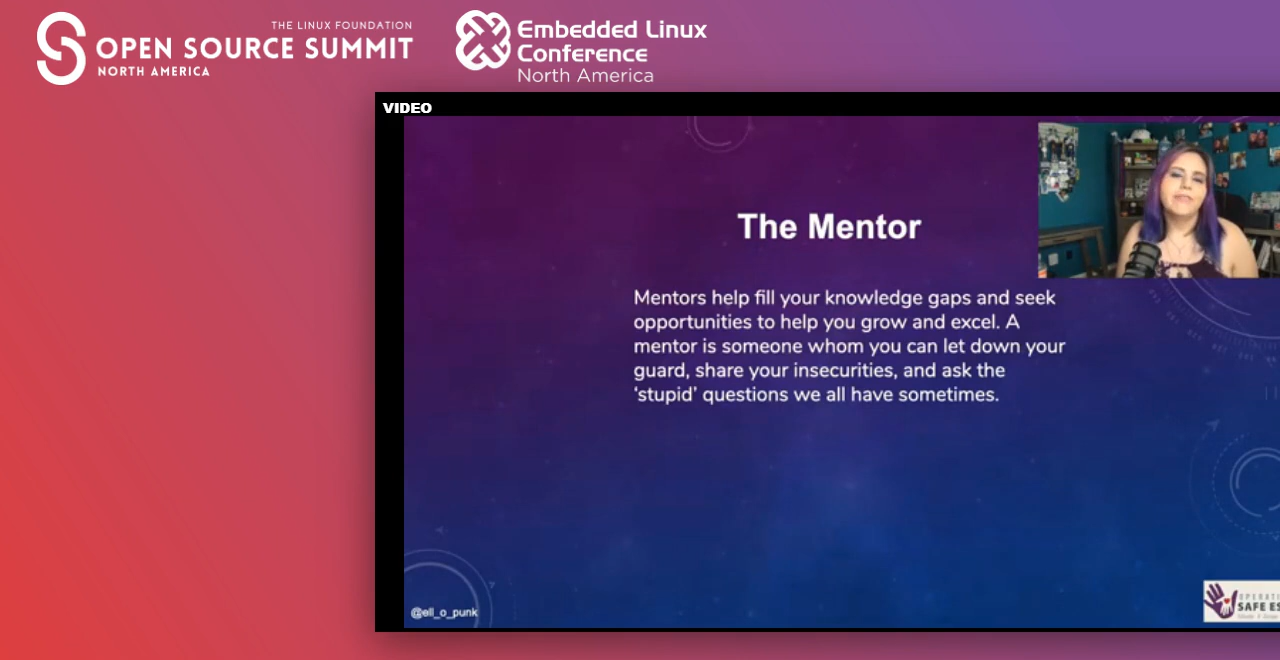 THE LINUX FOUNDATION
OPEN SOURCE SUMMIT
NORTH AMERICA
Embedded Linux
Conference
North America
VIDEO
The Mentor
Mentors help fill your knowledge gaps and seek
opportunities to help you grow and excel. A
mentor is someone whom you can let down your
guard, share your insecurities, and ask the
‘stupid’ questions we all have sometimes.
@ell_o_punk
OPERATI
SAFE ES